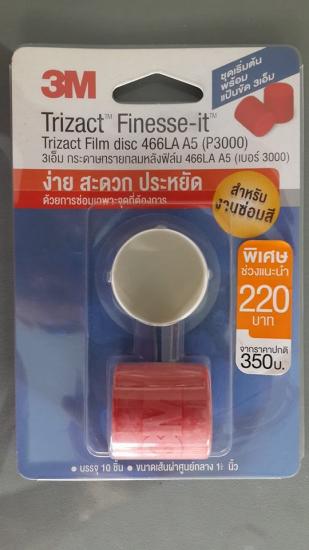 3M
ชุดเริ่มต้น
พร้อม
แป้นขัด 3เอ็ม
Trizact™ Finesse-it™
Trizact Film disc 466LA A5 (P3000)
3เอ็ม กระดาษทรายกลมหลังฟิล์ม 466LA A5 (เบอร์ 3000)
ง่าย สะดวก ประหยัด
ด้วยการซ่อมเฉพาะจุดที่ต้องการ
สำหรับ
งานซ่อมสี
พิเศษ
ช่วงแนะนำ
220
บาท
จากราคาปกติ
350บ.
3M
• บรรจุ 10 ชิ้น • ขนาดเส้นผ่าศูนย์กลาง 1¼ นิ้ว